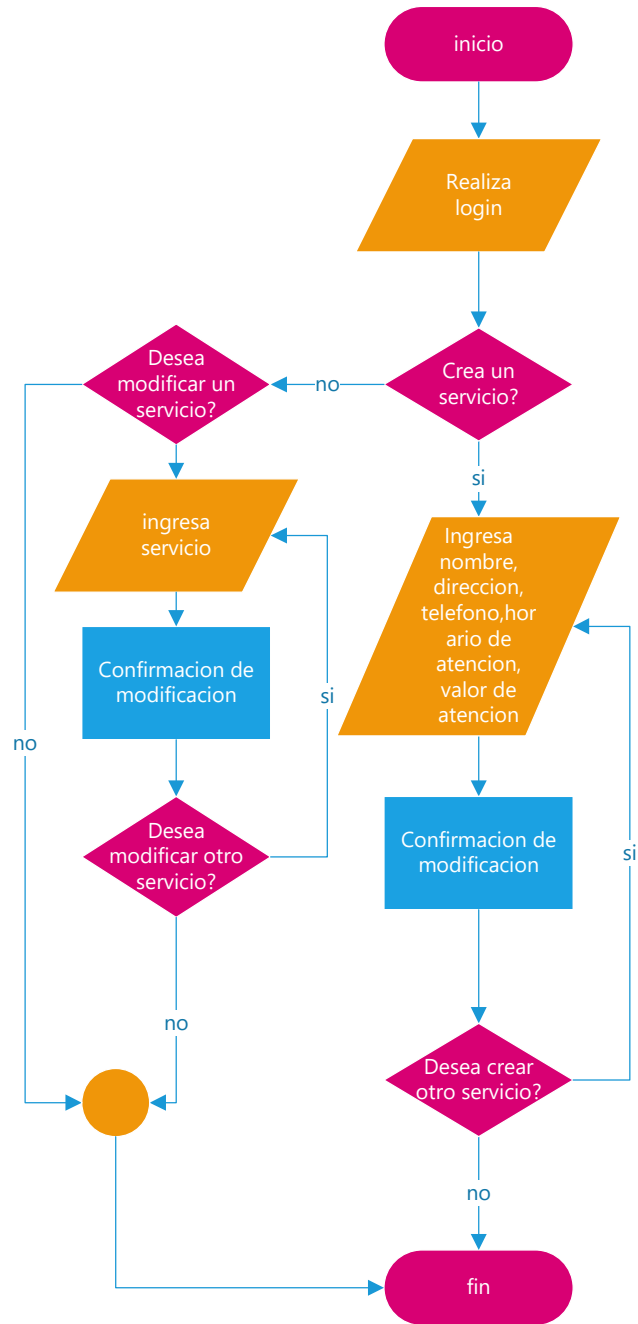 inicio
Realiza
login
Crea un
servicio?
no
Desea
modificar un
servicio?
si
ingresa
servicio
Ingresa
nombre,
direccion,
telefono,hor
ario de
atencion,
valor de
atencion
Confirmacion de
modificacion
si
no
Desea
modificar otro
servicio?
Confirmacion de
modificacion
si
no
Desea crear
otro servicio?
no
fin